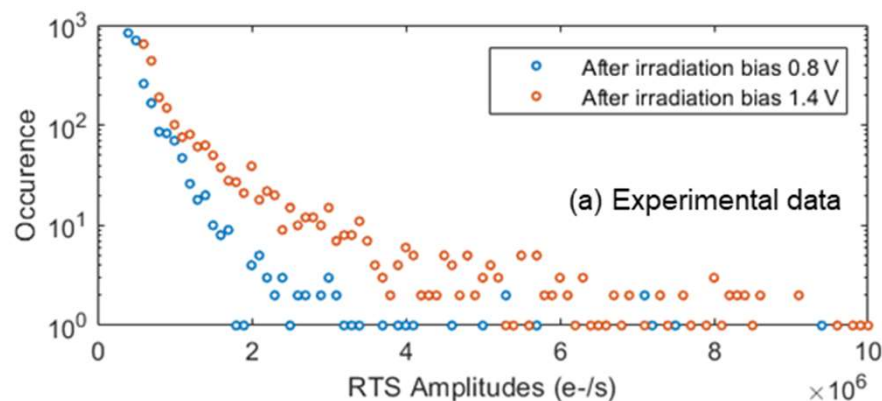 10^3
10^2
10^1
10^0
Occurence
After irradiation bias 0.8 V
After irradiation bias 1.4 V
(a) Experimental data
0 2 4 6 8 10
RTS Amplitudes (e-/s)
×10^6